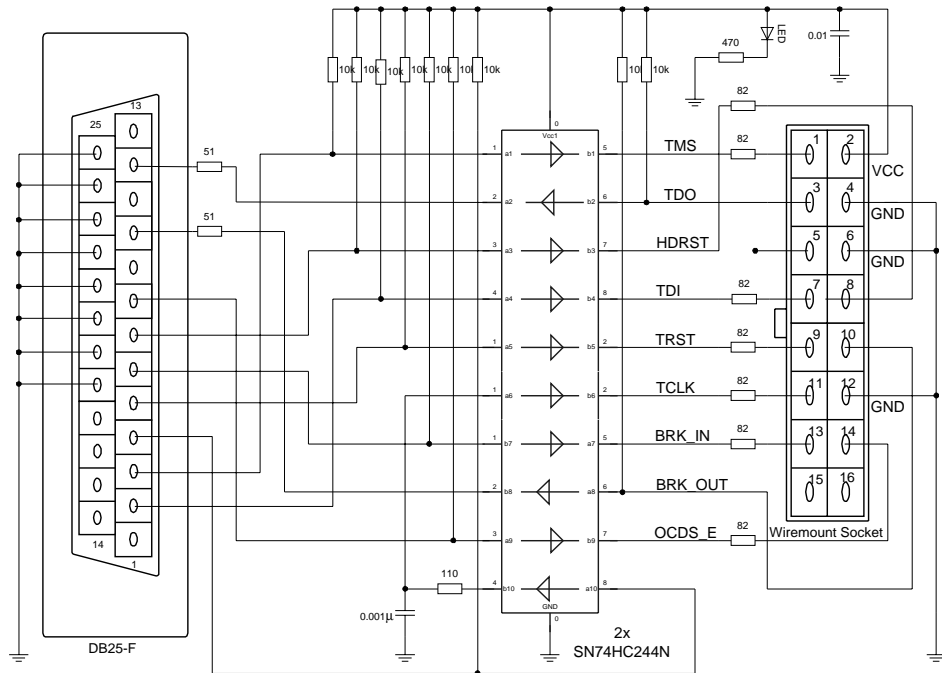 LED
470
0.01
10k 10k 10k 10k 10k 10k 10k 10k 10k
82
13
25
51
51
14
1
DB25-F
0
Vcc1
1 a1 b1 5 TMS 82
2 a2 b2 6 TDO
3 a3 b3 7 HDRST
4 a4 b4 8 TDI 82
1 a5 b5 2 TRST 82
1 a6 b6 2 TCLK 82
1 b7 a7 5 BRK_IN 82
2 b8 a8 6 BRK_OUT
3 a9 b9 7 OCDS_E 82
4 b10 a10 8
110
0.001µ
GND
0
2x
SN74HC244N
1 2
VCC
3 4
GND
5 6
GND
7 8
9 10
11 12
GND
13 14
15 16
Wiremount Socket